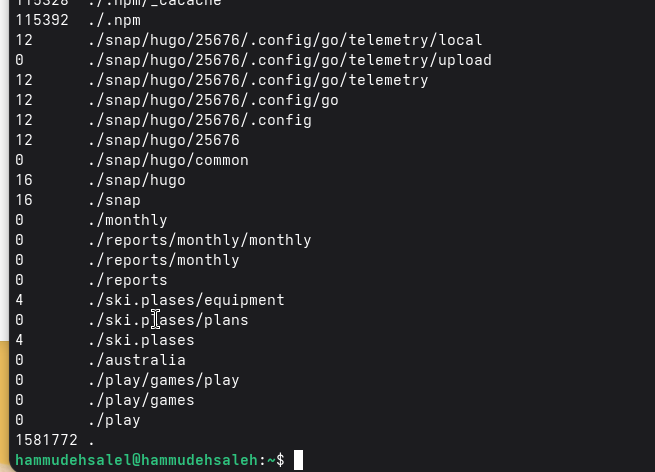 115328 ./.npm/_cacache
115392 ./.npm
12 ./snap/hugo/25676/.config/go/telemetry/local
0 ./snap/hugo/25676/.config/go/telemetry/upload
12 ./snap/hugo/25676/.config/go/telemetry
12 ./snap/hugo/25676/.config/go
12 ./snap/hugo/25676/.config
12 ./snap/hugo/25676
0 ./snap/hugo/common
16 ./snap/hugo
16 ./snap
0 ./monthly
0 ./reports/monthly/monthly
0 ./reports/monthly
0 ./reports
4 ./ski.plases/equipment
0 ./ski.plases/plans
4 ./ski.plases
0 ./australia
0 ./play/games/play
0 ./play/games
0 ./play
1581772 .
hammudehsalel@hammudehsaleh:~$